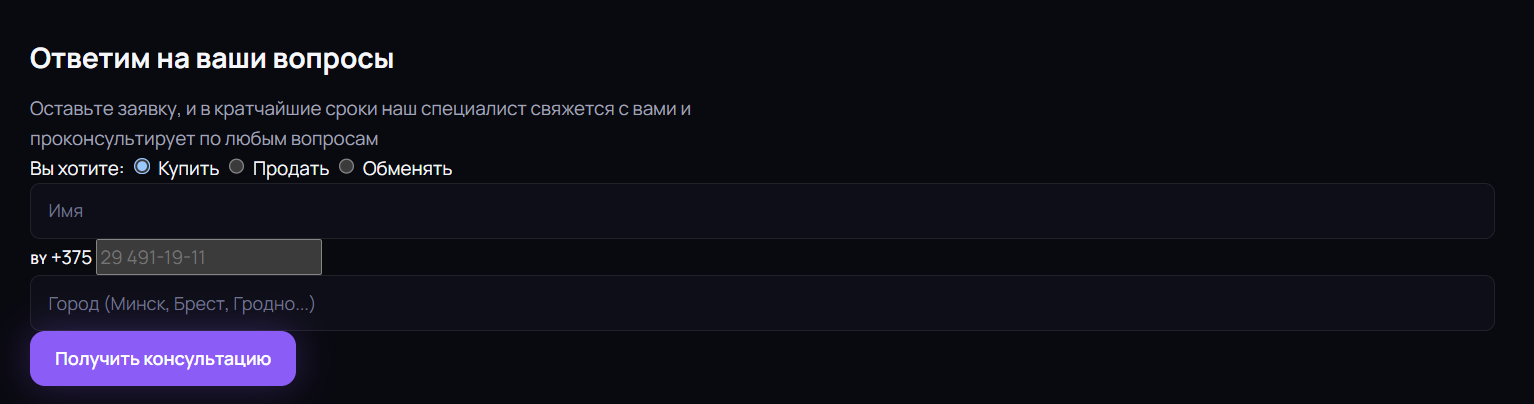 Ответим на ваши вопросы
Оставьте заявку, и в кратчайшие сроки наш специалист свяжется с вами и
проконсультирует по любым вопросам
Вы хотите: Купить Продать Обменять
Имя
BY +375 29 491-19-11
Город (Минск, Брест, Гродно...)
Получить консультацию